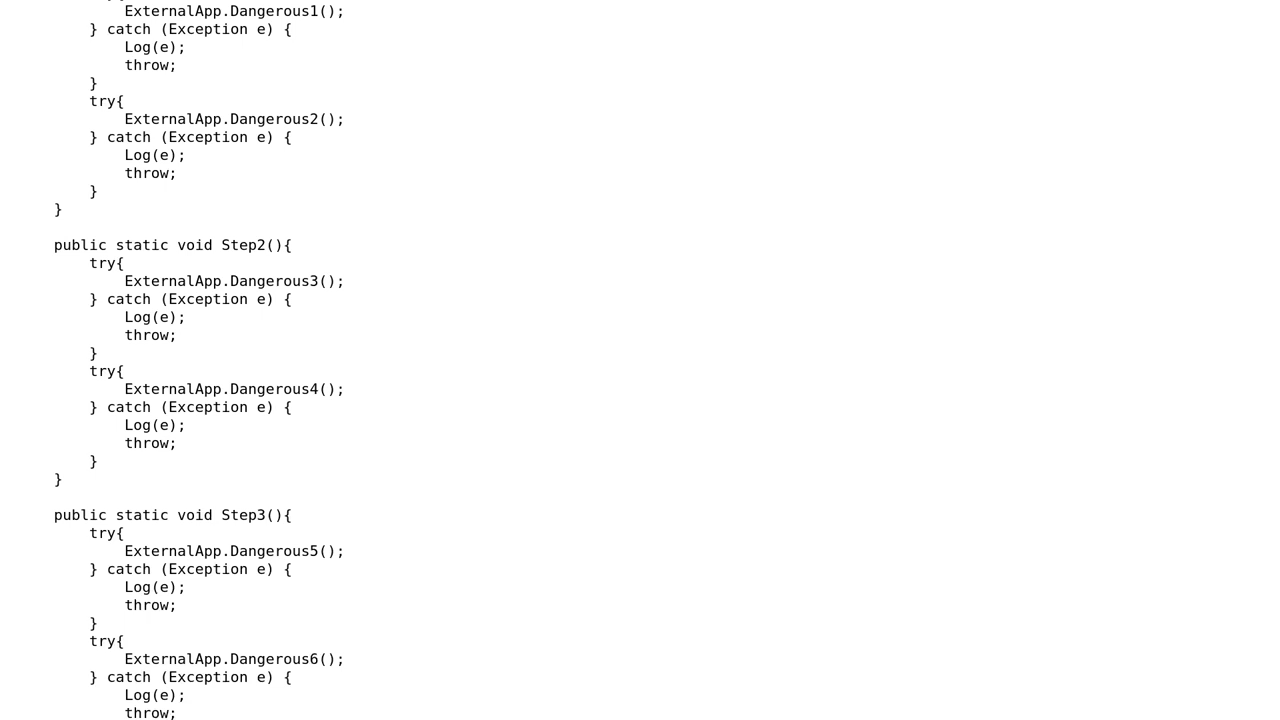 ExternalApp.Dangerous1();
} catch (Exception e) {
Log(e);
throw;
}
try{
ExternalApp.Dangerous2();
} catch (Exception e) {
Log(e);
throw;
}
}
public static void Step2(){
try{
ExternalApp.Dangerous3();
} catch (Exception e) {
Log(e);
throw;
}
try{
ExternalApp.Dangerous4();
} catch (Exception e) {
Log(e);
throw;
}
}
public static void Step3(){
try{
ExternalApp.Dangerous5();
} catch (Exception e) {
Log(e);
throw;
}
try{
ExternalApp.Dangerous6();
} catch (Exception e) {
Log(e);
throw;